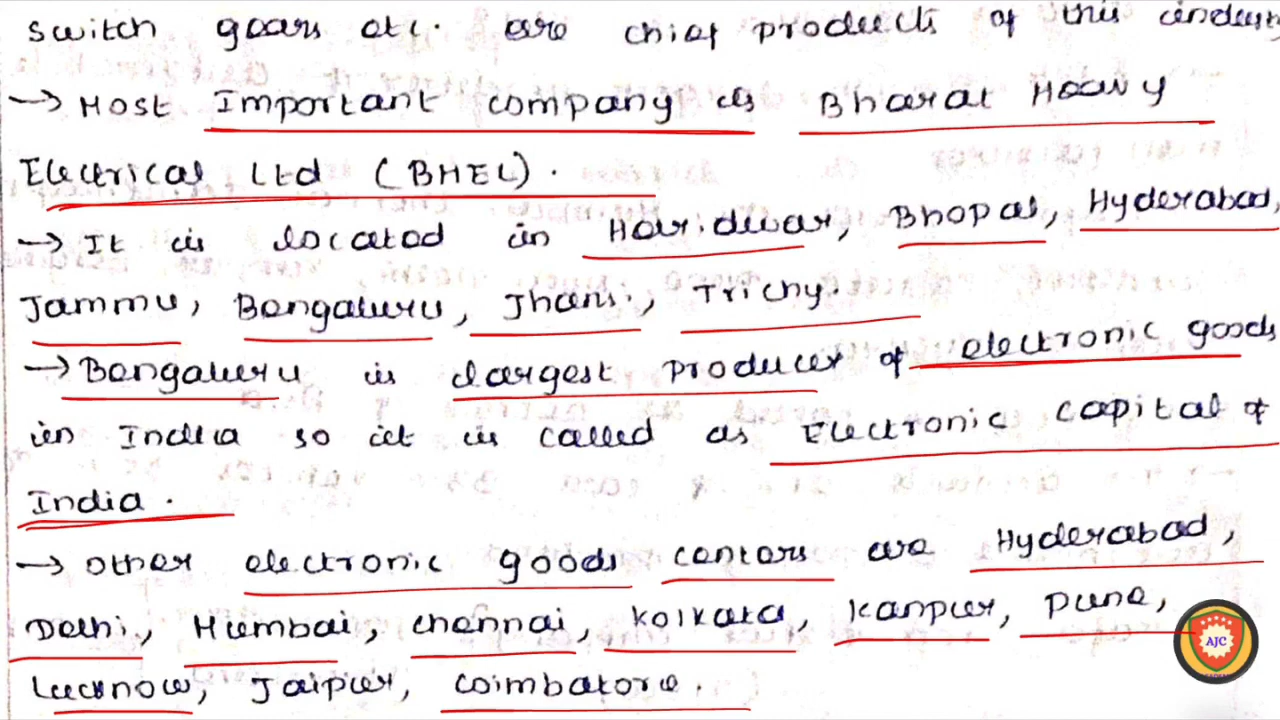 switch gears etc. are chief products of this industry
→ Most Important company is Bharat Heavy
Electrical Ltd (BHEL).
→ It is located in Haridwar, Bhopal, Hyderabad,
Jammu, Bengaluru, Jhansi, Trichy.
→ Bengaluru is largest producer of electronic goods
in India so it is called as Electronic capital of
India.
→ other electronic goods centers are Hyderabad,
Delhi, Mumbai, chennai, Kolkata, Kanpur, Pune,
Lucknow, Jaipur, Coimbatore.
AJC